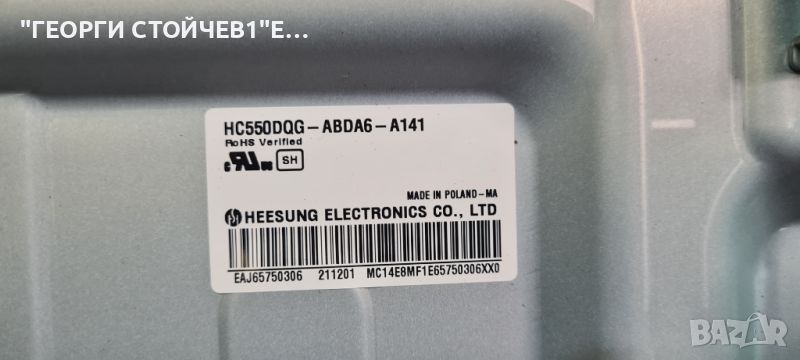 "ГЕОРГИ СТОЙЧЕВ1"Е...
HC550DQG-ABDA6-A141
RoHS Verified
SH
MADE IN POLAND-MA
HEESUNG ELECTRONICS CO., LTD
EAJ65750306 211201 MC14E8MF1E65750306XX0
BAZAR